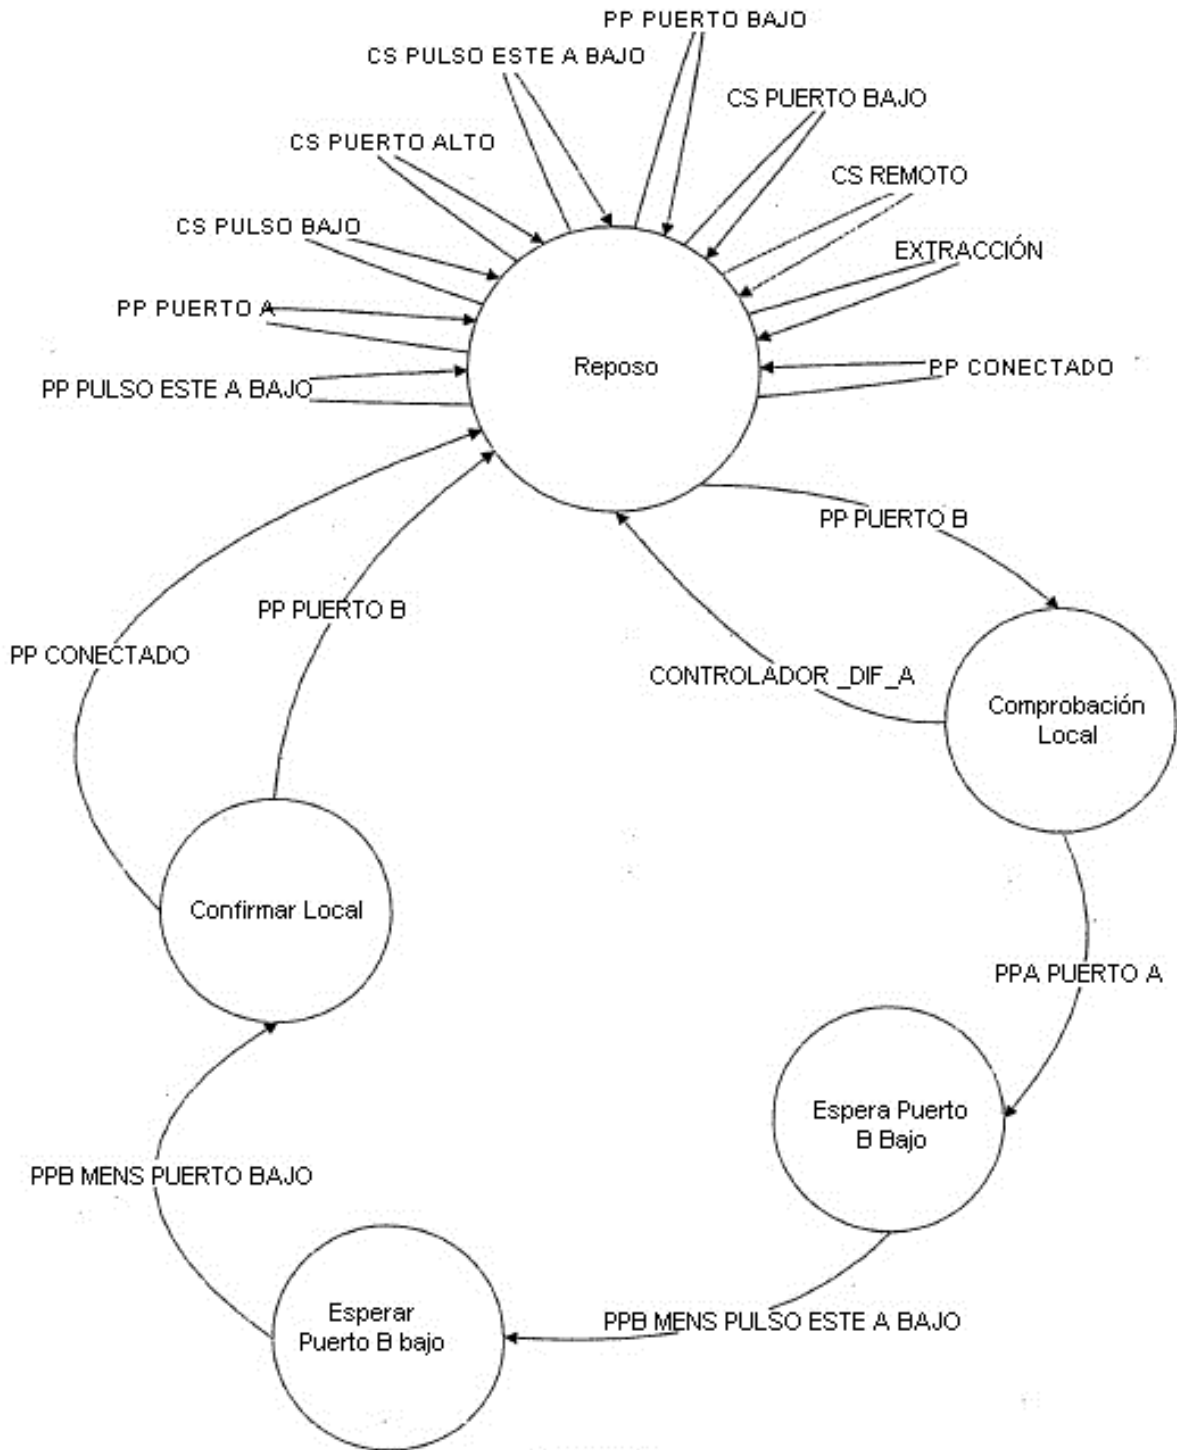 PP PUERTO BAJO
CS PULSO ESTE A BAJO
CS PUERTO BAJO
CS PUERTO ALTO
CS REMOTO
CS PULSO BAJO
EXTRACCIÓN
PP PUERTO A
Reposo
PP CONECTADO
PP PULSO ESTE A BAJO
PP PUERTO B
PP PUERTO B
PP CONECTADO
CONTROLADOR _DIF_A
Comprobación
Local
Confirmar Local
PPA PUERTO A
Espera Puerto
B Bajo
PPB MENS PUERTO BAJO
Esperar
Puerto B bajo
PPB MENS PULSO ESTE A BAJO